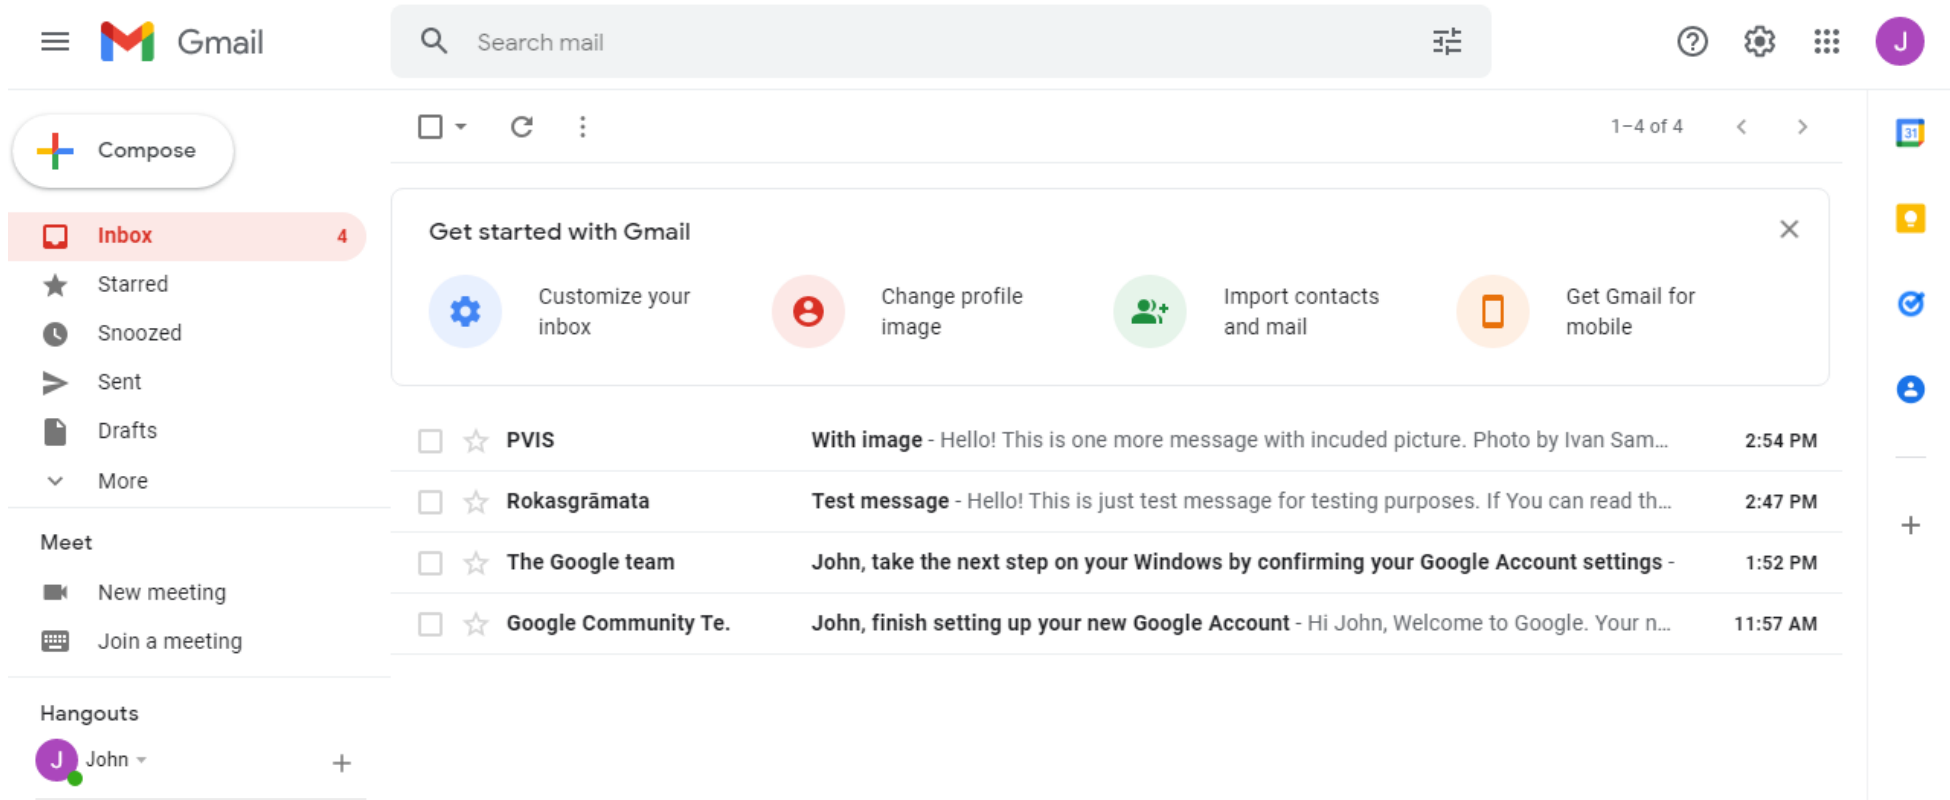 Gmail
Search mail
J
Compose
1–4 of 4
31
Inbox 4
Starred
Snoozed
Sent
Drafts
More
Get started with Gmail
Customize your
inbox
Change profile
image
Import contacts
and mail
Get Gmail for
mobile
PVIS With image - Hello! This is one more message with incuded picture. Photo by Ivan Sam... 2:54 PM
Rokasgrāmata Test message - Hello! This is just test message for testing purposes. If You can read th... 2:47 PM
The Google team John, take the next step on your Windows by confirming your Google Account settings - 1:52 PM
Google Community Te. John, finish setting up your new Google Account - Hi John, Welcome to Google. Your n... 11:57 AM
Meet
New meeting
Join a meeting
Hangouts
J John